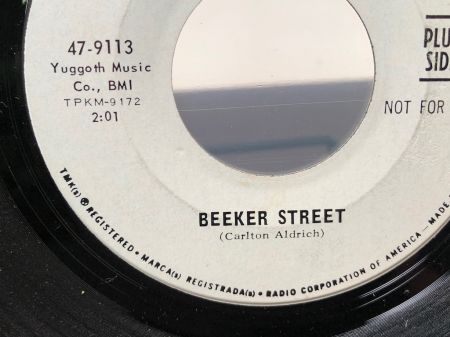 47-9113
Yuggoth Music
Co., BMI
TPKM-9172
2:01
PLU
SID
NOT FOR
BEEKER STREET
(Carlton Aldrich)
TMK(s) ® REGISTERED • MARCA(s) REGISTRADA(s) • RADIO CORPORATION OF AMERICA — MADE